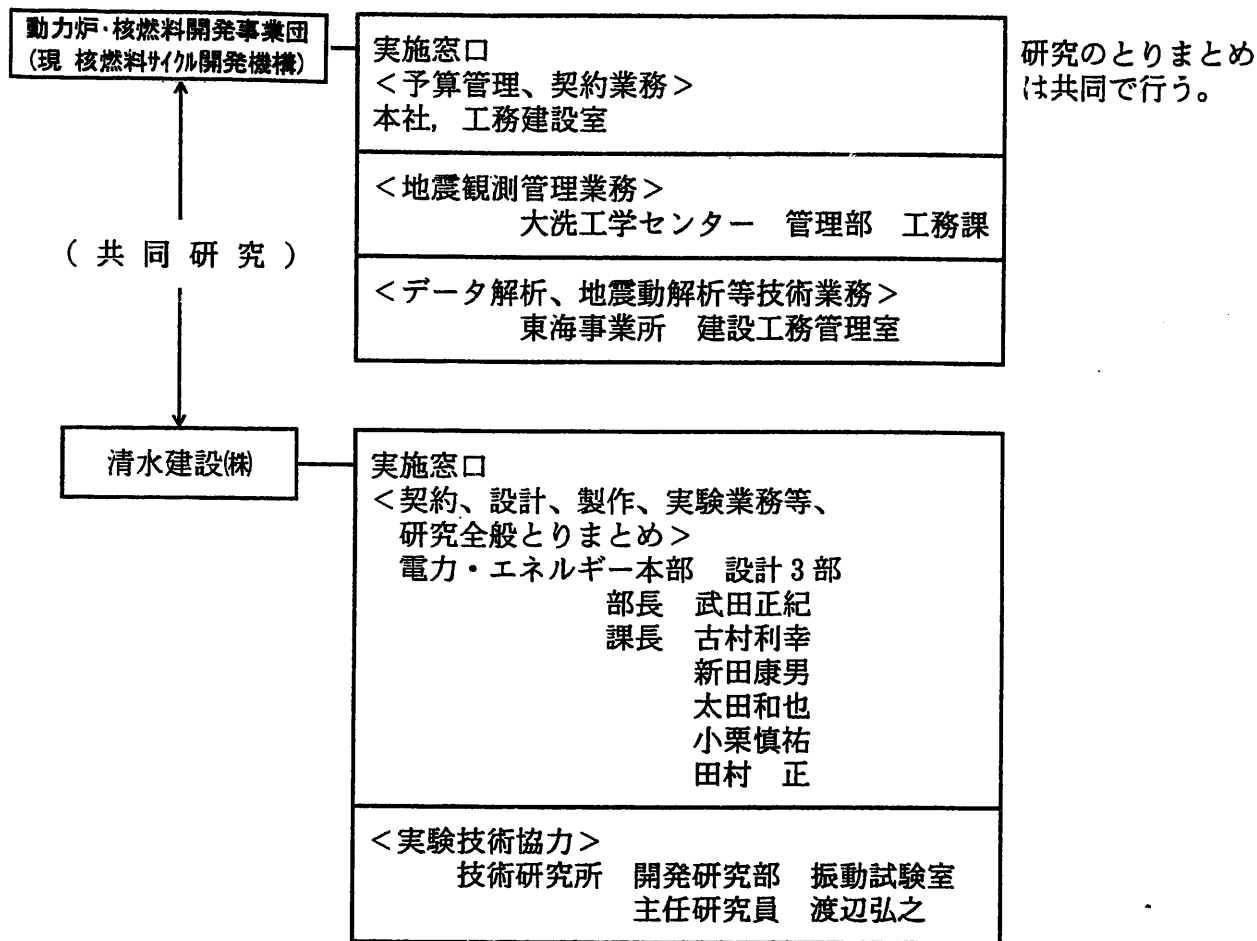 動力炉・核燃料開発事業団
(現 核燃料サイクル開発機構)
実施窓口
<予算管理、契約業務>
本社, 工務建設室
研究のとりまとめ
は共同で行う。
<地震観測管理業務>
大洗工学センター 管理部 工務課
(共同研究)
<データ解析、地震動解析等技術業務>
東海事業所 建設工務管理室
清水建設㈱
実施窓口
<契約、設計、製作、実験業務等、
研究全般とりまとめ>
電力・エネルギー本部 設計3部
部長 武田正紀
課長 古村利幸
新田康男
太田和也
小栗慎祐
田村 正
<実験技術協力>
技術研究所 開発研究部 振動試験室
主任研究員 渡辺弘之